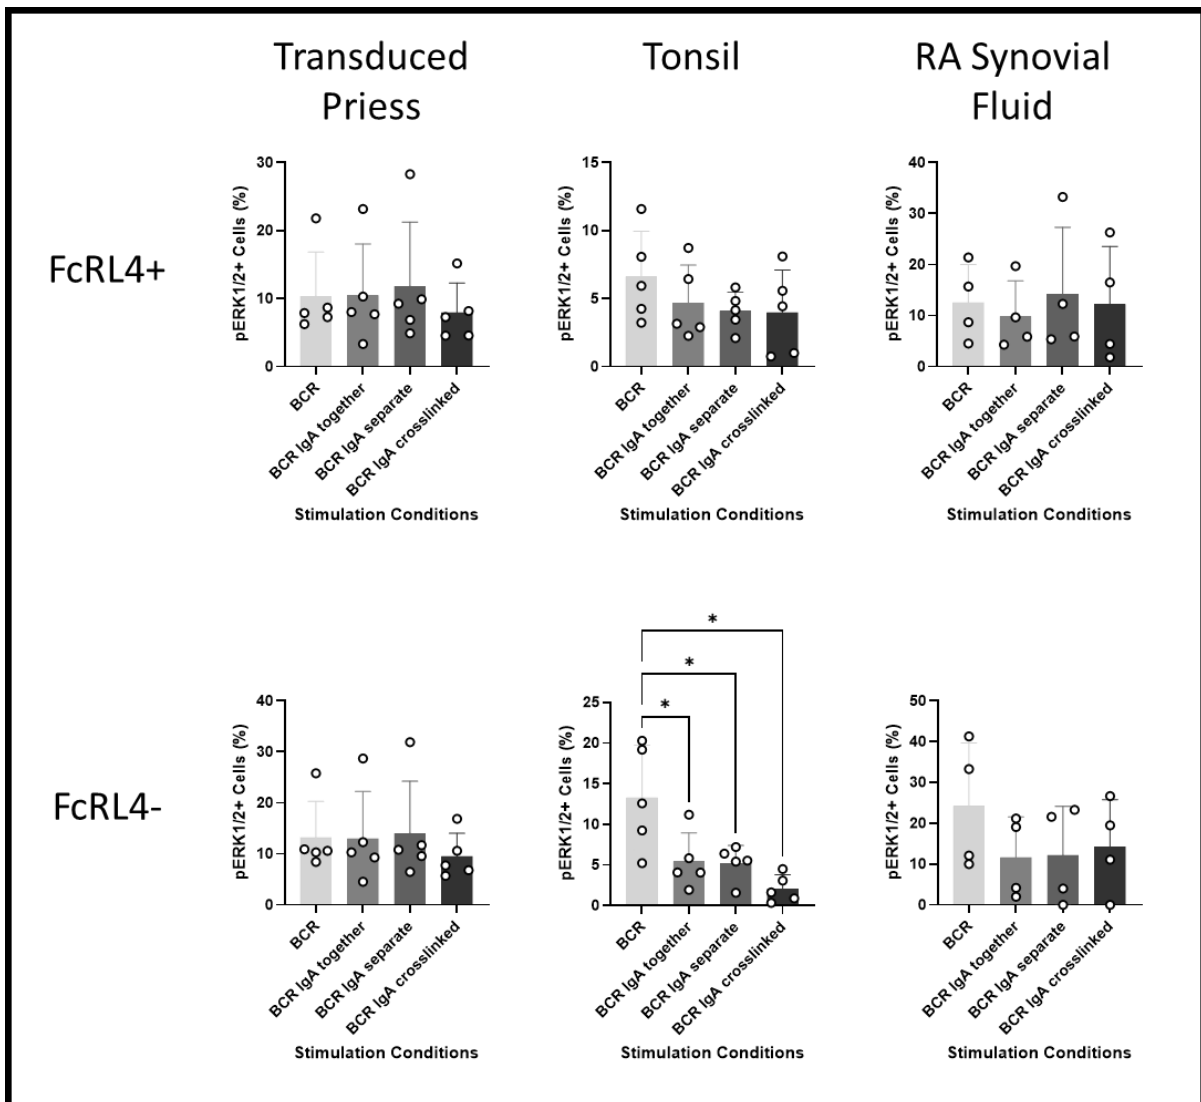 Transduced
Priess
Tonsil
RA Synovial
Fluid
FcRL4+
pERK1/2+ Cells (%)
30
20
10
0
BCR
BCR IgA together
BCR IgA separate
BCR IgA crosslinked
Stimulation Conditions
pERK1/2+ Cells (%)
15
10
5
0
BCR
BCR IgA together
BCR IgA separate
BCR IgA crosslinked
Stimulation Conditions
pERK1/2+ Cells (%)
40
30
20
10
0
BCR
BCR IgA together
BCR IgA separate
BCR IgA crosslinked
Stimulation Conditions
FcRL4-
pERK1/2+ Cells (%)
40
30
20
10
0
BCR
BCR IgA together
BCR IgA separate
BCR IgA crosslinked
Stimulation Conditions
*
*
*
pERK1/2+ Cells (%)
25
20
15
10
5
0
BCR
BCR IgA together
BCR IgA separate
BCR IgA crosslinked
Stimulation Conditions
pERK1/2+ Cells (%)
50
40
30
20
10
0
BCR
BCR IgA together
BCR IgA separate
BCR IgA crosslinked
Stimulation Conditions